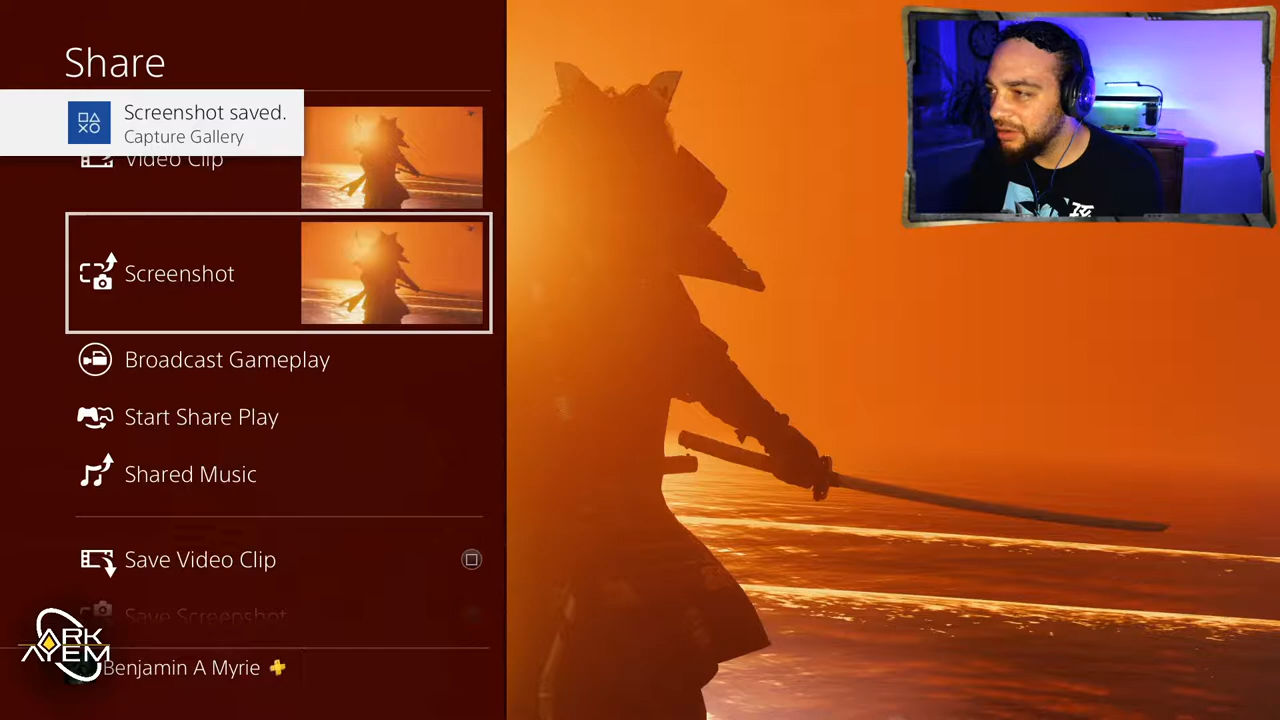 Share
Screenshot saved.
Capture Gallery
Video Clip
Screenshot
Broadcast Gameplay
Start Share Play
Shared Music
Save Video Clip
Save Screenshot
ARK
AYEM
Benjamin A Myrie